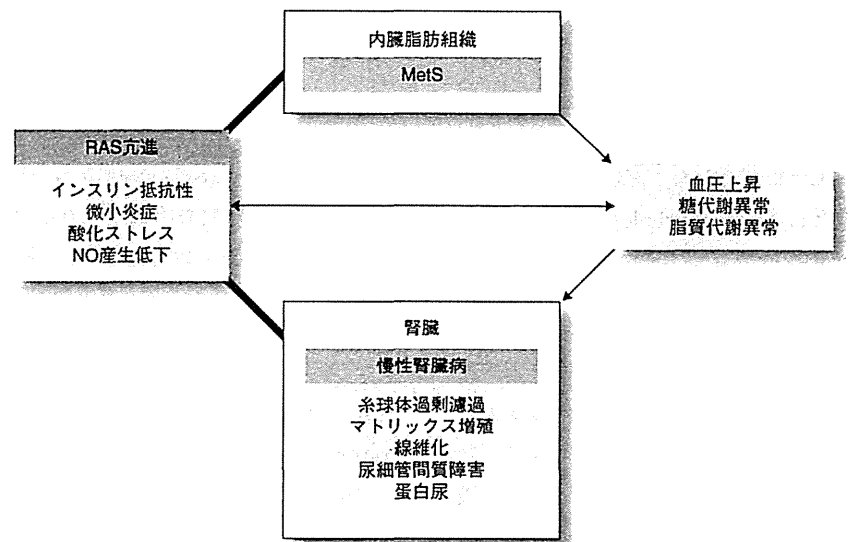 内臓脂肪組織
MetS
RAS亢進
インスリン抵抗性
微小炎症
酸化ストレス
NO産生低下
血圧上昇
糖代謝異常
脂質代謝異常
腎臓
慢性腎臓病
糸球体過剰濾過
マトリックス増殖
線維化
尿細管間質障害
蛋白尿